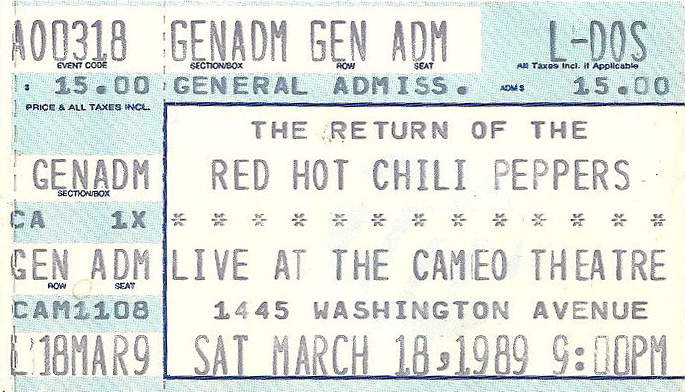 A00318 GENADM GEN ADM L-DOS
EVENT CODE SECTION/BOX ROW SEAT All Taxes Incl. if Applicable
$ 15.00 GENERAL ADMISS. ADM$ 15.00
PRICE & ALL TAXES INCL.
THE RETURN OF THE
GENADM RED HOT CHILI PEPPERS
SECTION/BOX
CA 1X * * * * * * * * * * * * *
GEN ADM LIVE AT THE CAMEO THEATRE
ROW SEAT
CAM1108 1445 WASHINGTON AVENUE
18MAR9 SAT MARCH 18,1989 9:00PM